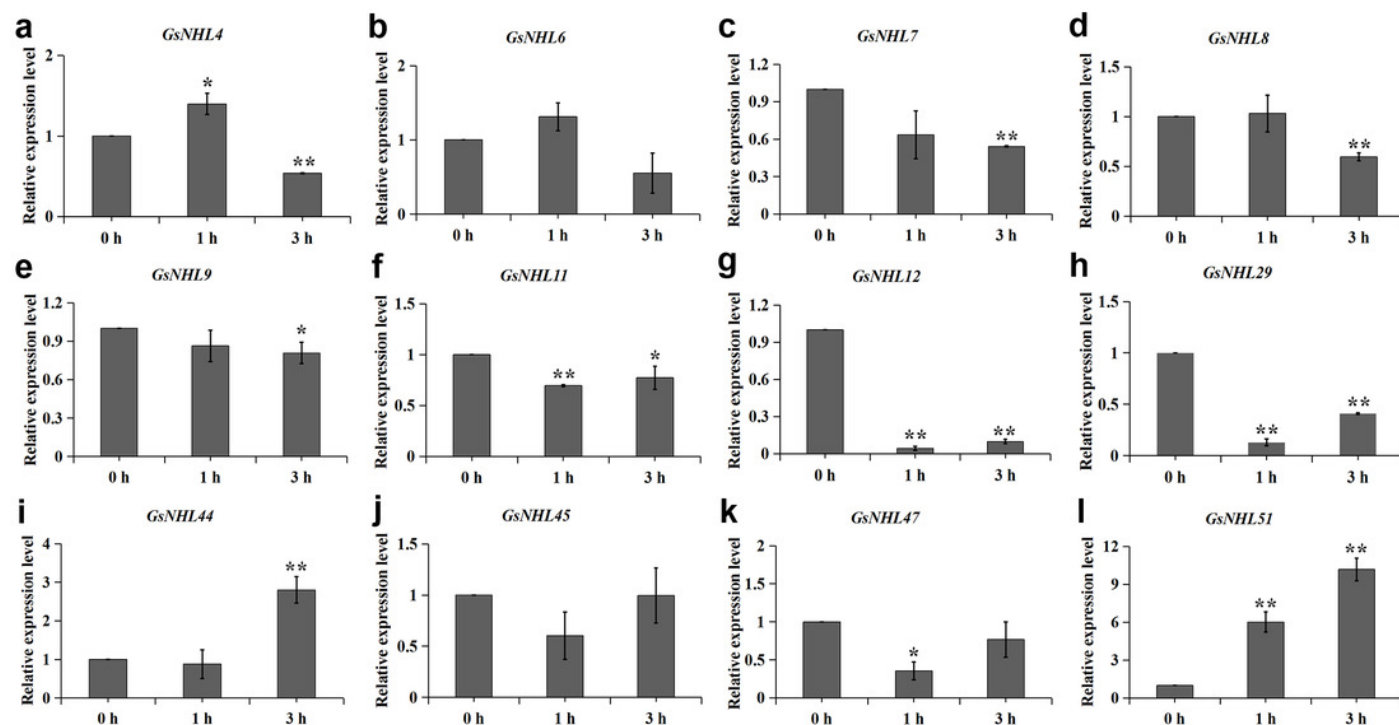 a
GsNHL4
Relative expression level
2
1
0
*
**
0 h 1 h 3 h
b
GsNHL6
Relative expression level
2
1
0
0 h 1 h 3 h
c
GsNHL7
Relative expression level
1.2
0.9
0.6
0.3
0
**
0 h 1 h 3 h
d
GsNHL8
Relative expression level
1.5
1
0.5
0
**
0 h 1 h 3 h
e
GsNHL9
Relative expression level
1.2
0.9
0.6
0.3
0
*
0 h 1 h 3 h
f
GsNHL11
Relative expression level
1.5
1
0.5
0
**
*
0 h 1 h 3 h
g
GsNHL12
Relative expression level
1.2
0.9
0.6
0.3
0
**
**
0 h 1 h 3 h
h
GsNHL29
Relative expression level
1.5
1
0.5
0
**
**
0 h 1 h 3 h
i
GsNHL44
Relative expression level
4
3
2
1
0
**
0 h 1 h 3 h
j
GsNHL45
Relative expression level
1.5
1
0.5
0
0 h 1 h 3 h
k
GsNHL47
Relative expression level
2
1.5
1
0.5
0
*
0 h 1 h 3 h
l
GsNHL51
Relative expression level
12
9
6
3
0
**
**
0 h 1 h 3 h